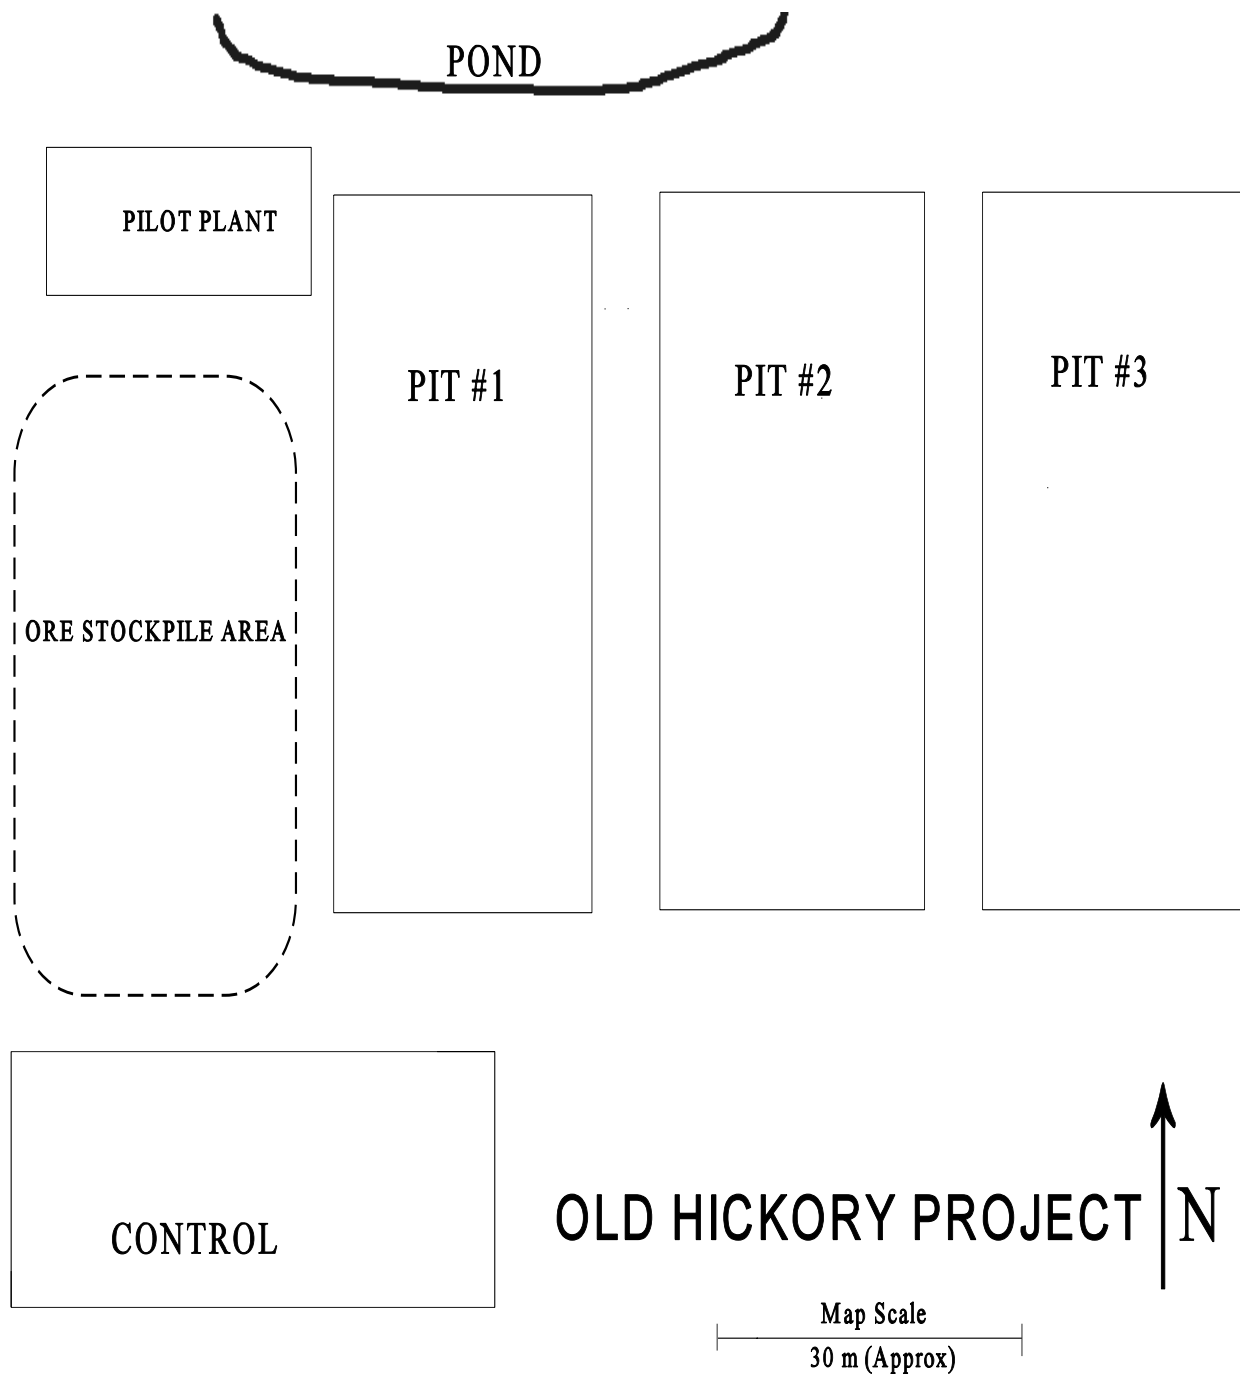 POND
PILOT PLANT
PIT #1
PIT #2
PIT #3
ORE STOCKPILE AREA
CONTROL
OLD HICKORY PROJECT
N
Map Scale
30 m (Approx)